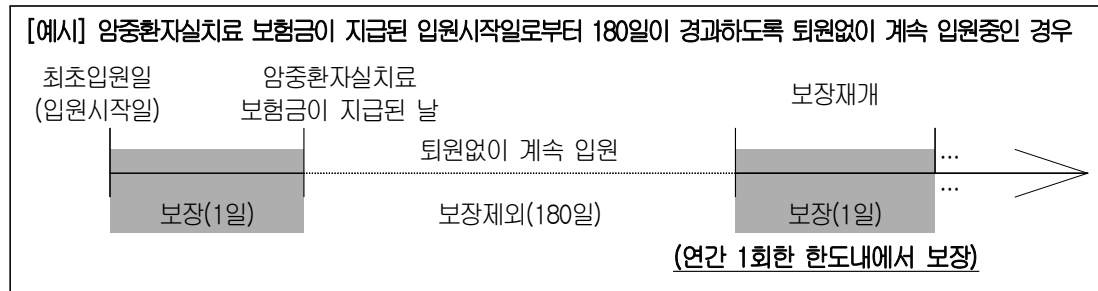 [예시] 암중환자실치료 보험금이 지급된 입원시작일로부터 180일이 경과하도록 퇴원없이 계속 입원중인 경우
최초입원일
(입원시작일)
암중환자실치료
보험금이 지급된 날
보장재개
퇴원없이 계속 입원
...
...
보장(1일)
보장제외(180일)
보장(1일)
(연간 1회한 한도내에서 보장)